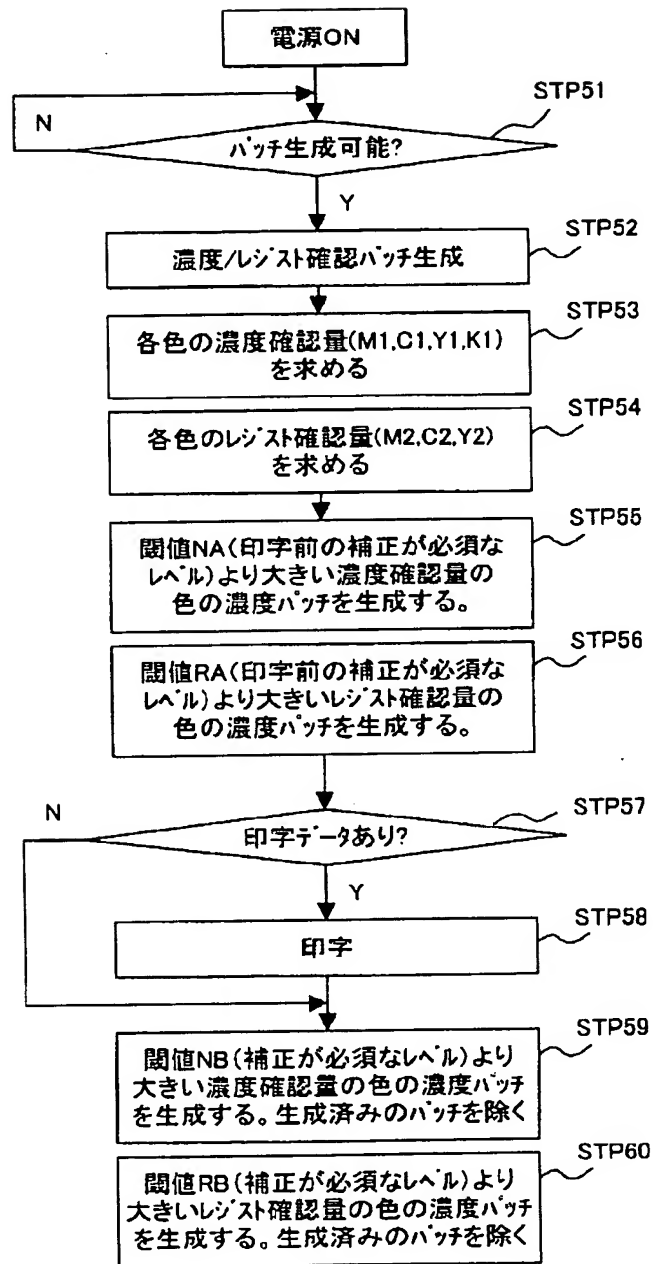 電源ON
STP51
N
パッチ生成可能?
Y
STP52
濃度/レジスト確認パッチ生成
STP53
各色の濃度確認量(M1,C1,Y1,K1)
を求める
STP54
各色のレジスト確認量(M2,C2,Y2)
を求める
STP55
閾値NA(印字前の補正が必須な
レベル)より大きい濃度確認量の
色の濃度パッチを生成する。
STP56
閾値RA(印字前の補正が必須な
レベル)より大きいレジスト確認量の
色の濃度パッチを生成する。
STP57
N
印字データあり?
Y
STP58
印字
STP59
閾値NB(補正が必須なレベル)より
大きい濃度確認量の色の濃度パッチ
を生成する。生成済みのパッチを除く
STP60
閾値RB(補正が必須なレベル)より
大きいレジスト確認量の色の濃度パッチ
を生成する。生成済みのパッチを除く